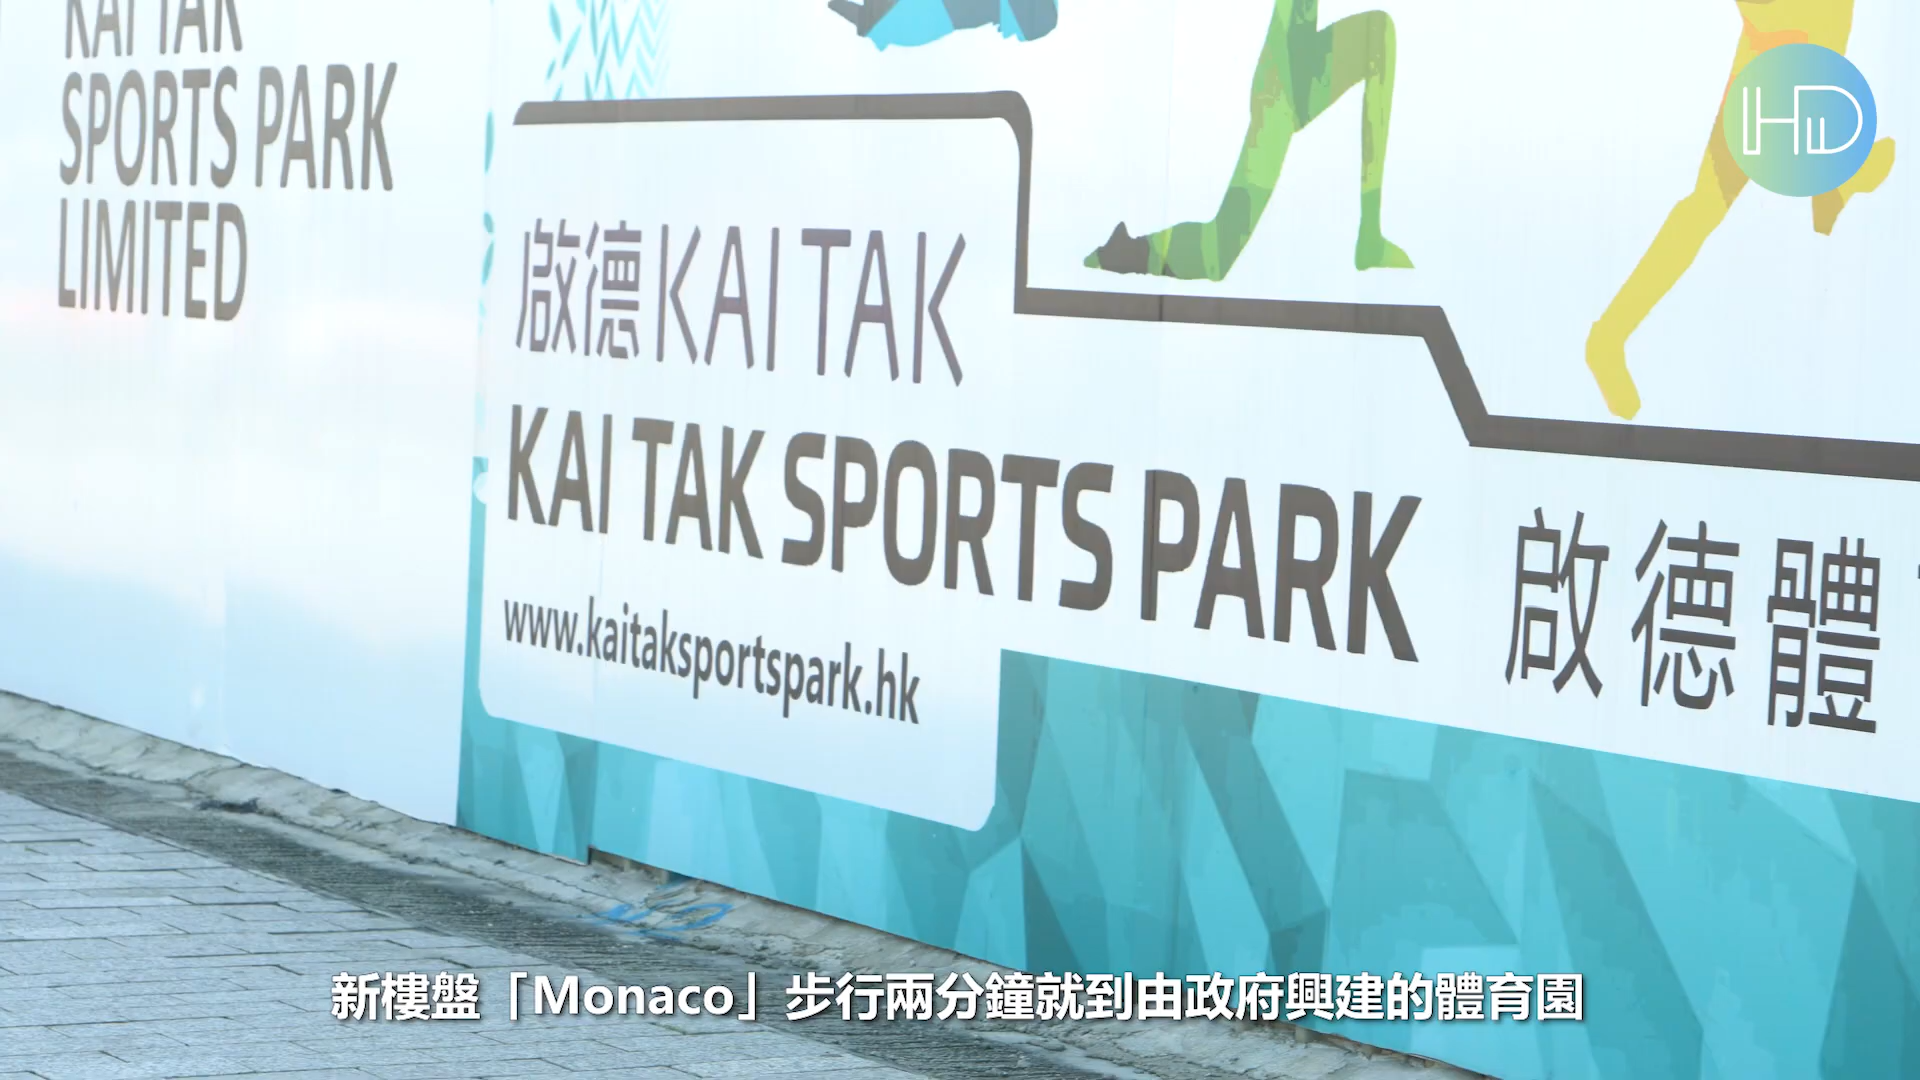 KAI TAK
SPORTS PARK
LIMITED
啟德 KAI TAK
KAI TAK SPORTS PARK 啟德體
www.kaitaksportspark.hk
HD
新樓盤「Monaco」步行兩分鐘就到由政府興建的體育園